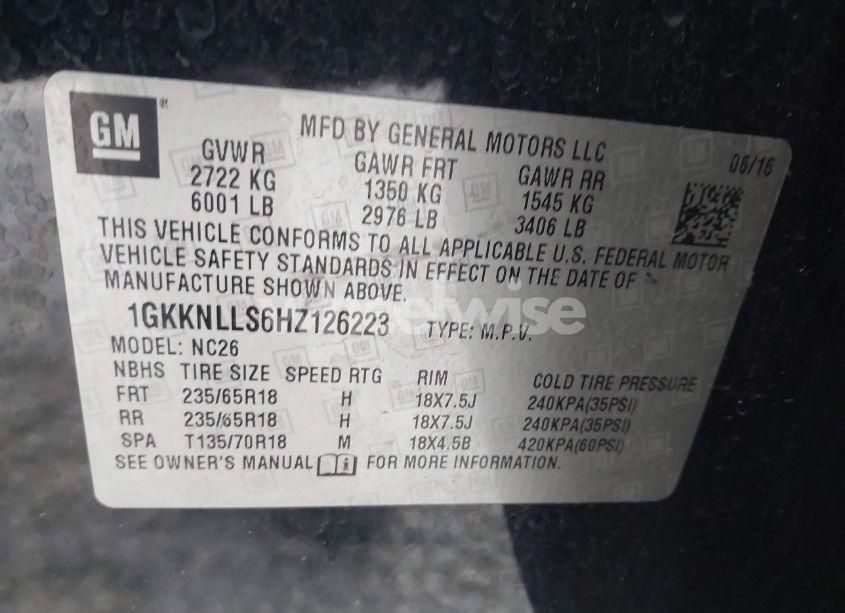 GM ®
MFD BY GENERAL MOTORS LLC 06/16
GVWR GAWR FRT GAWR RR
2722 KG 1350 KG 1545 KG
6001 LB 2976 LB 3406 LB
THIS VEHICLE CONFORMS TO ALL APPLICABLE U.S. FEDERAL MOTOR
VEHICLE SAFETY STANDARDS IN EFFECT ON THE DATE OF
MANUFACTURE SHOWN ABOVE.
1GKKNLLS6HZ126223 TYPE: M.P.V.
MODEL: NC26
NBHS TIRE SIZE SPEED RTG RIM COLD TIRE PRESSURE
FRT 235/65R18 H 18X7.5J 240KPA(35PSI)
RR 235/65R18 H 18X7.5J 240KPA(35PSI)
SPA T135/70R18 M 18X4.5B 420KPA(60PSI)
SEE OWNER'S MANUAL FOR MORE INFORMATION.